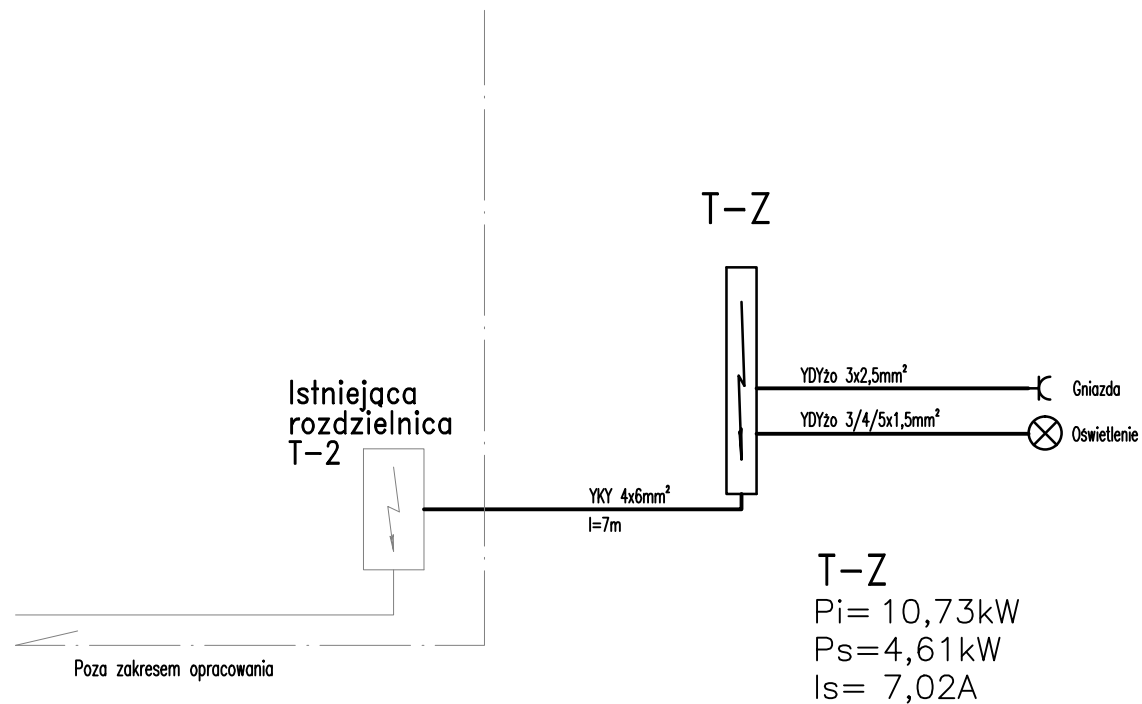 T-Z
YDYżo 3x2,5mm²
Gniazda
YDYżo 3/4/5x1,5mm²
Oświetlenie
Istniejąca
rozdzielnica
T-2
YKY 4x6mm²
l=7m
T-Z
Pi= 10,73kW
Ps=4,61kW
Is= 7,02A
Poza zakresem opracowania